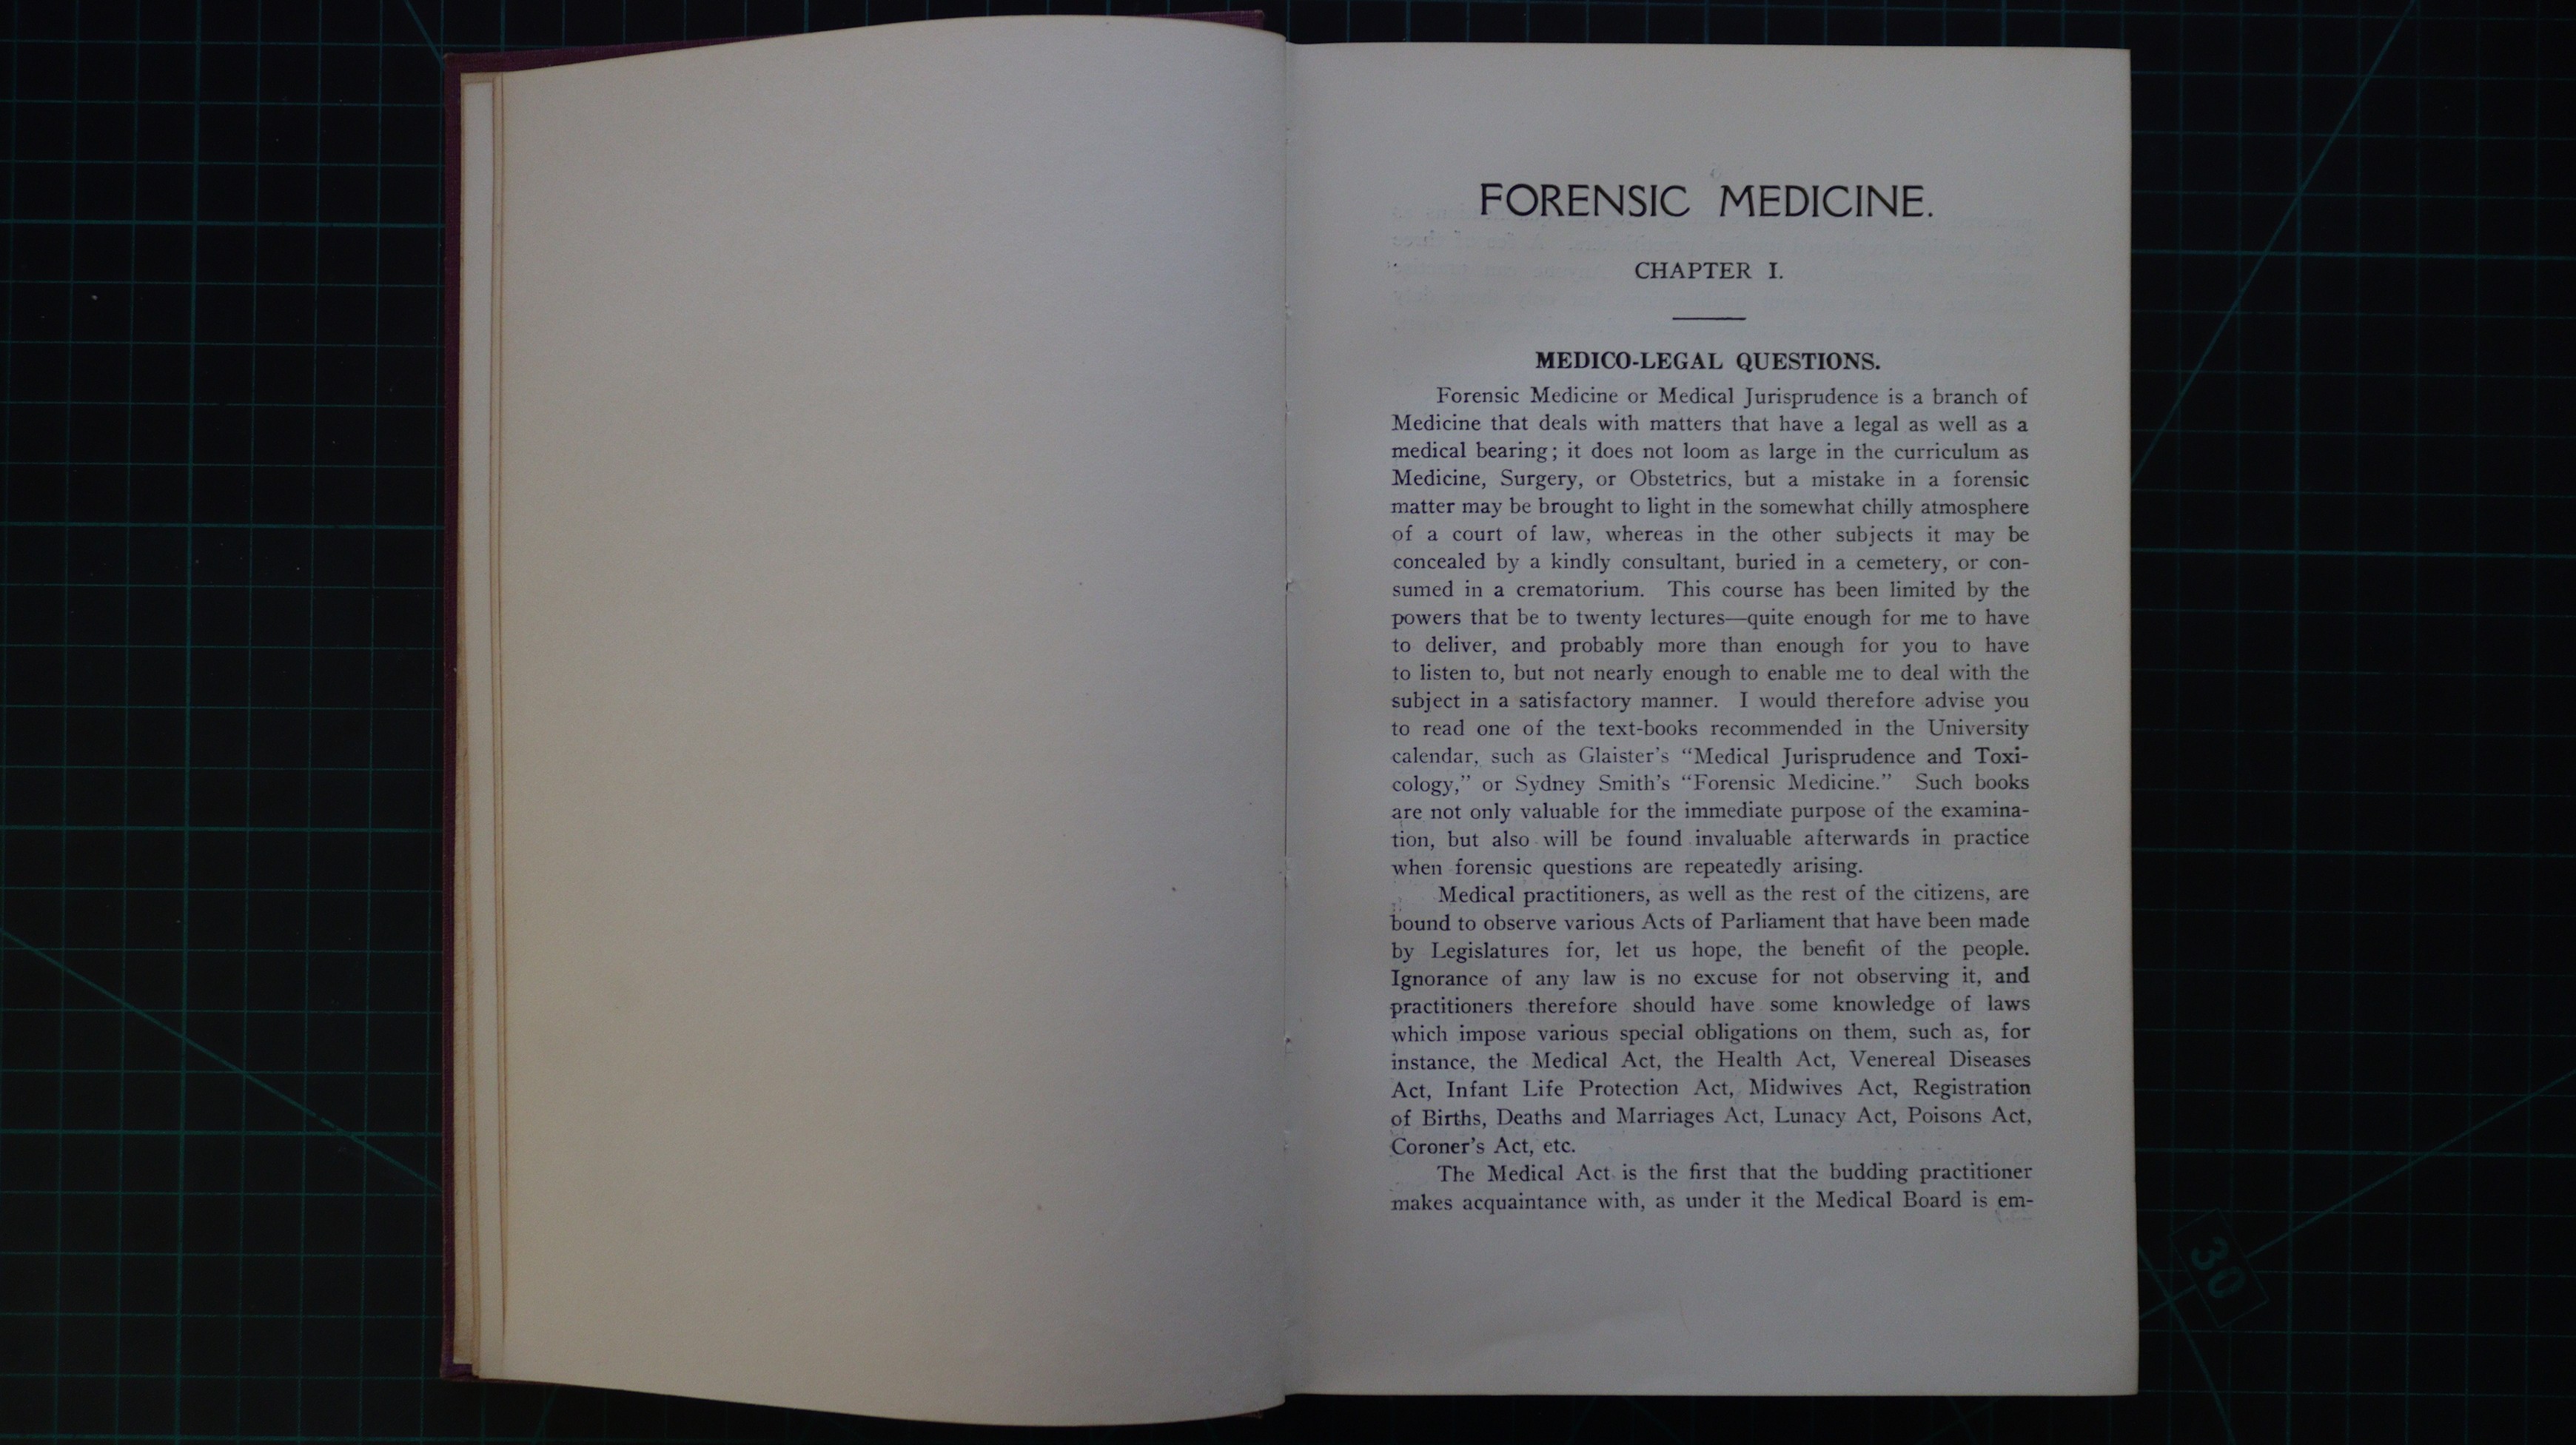 FORENSIC MEDICINE.
CHAPTER I.
MEDICO-LEGAL QUESTIONS.
Forensic Medicine or Medical Jurisprudence is a branch of
Medicine that deals with matters that have a legal as well as a
medical bearing; it does not loom as large in the curriculum as
Medicine, Surgery, or Obstetrics, but a mistake in a forensic
matter may be brought to light in the somewhat chilly atmosphere
of a court of law, whereas in the other subjects it may be
concealed by a kindly consultant, buried in a cemetery, or con-
sumed in a crematorium. This course has been limited by the
powers that be to twenty lectures—quite enough for me to have
to deliver, and probably more than enough for you to have
to listen to, but not nearly enough to enable me to deal with the
subject in a satisfactory manner. I would therefore advise you
to read one of the text-books recommended in the University
calendar, such as Glaister's "Medical Jurisprudence and Toxi-
cology," or Sydney Smith's "Forensic Medicine." Such books
are not only valuable for the immediate purpose of the examina-
tion, but also will be found invaluable afterwards in practice
when forensic questions are repeatedly arising.
Medical practitioners, as well as the rest of the citizens, are
bound to observe various Acts of Parliament that have been made
by Legislatures for, let us hope, the benefit of the people.
Ignorance of any law is no excuse for not observing it, and
practitioners therefore should have some knowledge of laws
which impose various special obligations on them, such as, for
instance, the Medical Act, the Health Act, Venereal Diseases
Act, Infant Life Protection Act, Midwives Act, Registration
of Births, Deaths and Marriages Act, Lunacy Act, Poisons Act,
Coroner's Act, etc.
The Medical Act is the first that the budding practitioner
makes acquaintance with, as under it the Medical Board is em-
30